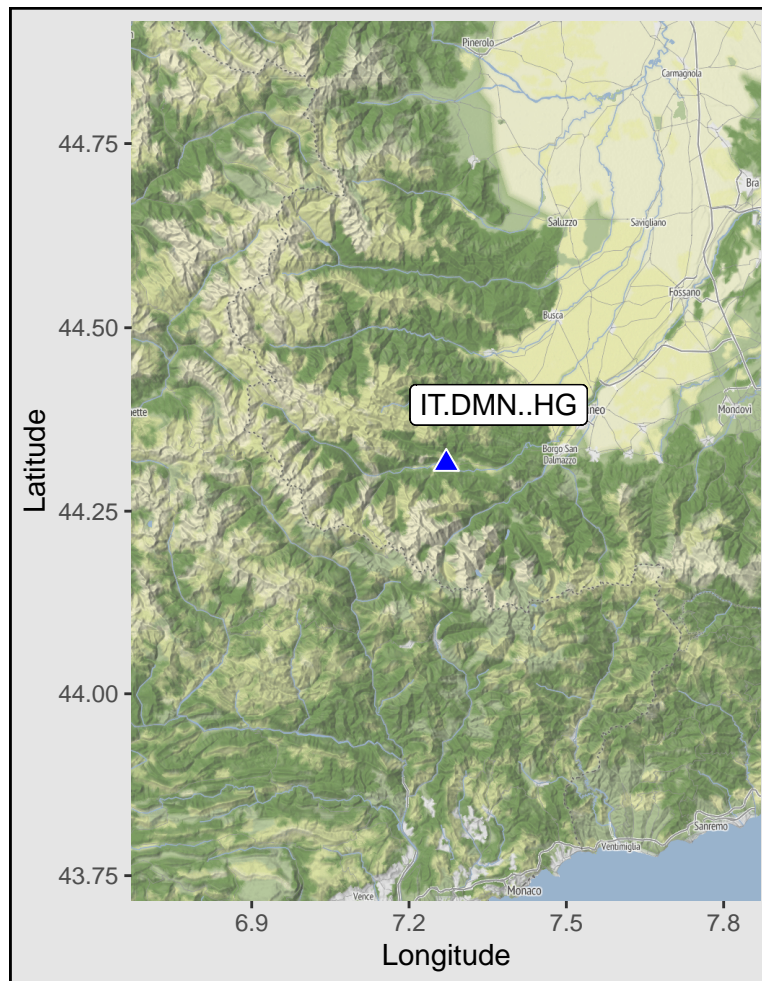 Pinerolo
Carmagnola
44.75
Bra
Saluzzo
Savigliano
44.50
Fossano
Busca
IT.DMN..HG
neo
Mondovì
ette
Borgo San
Dalmazzo
Latitude
44.25
44.00
Sanremo
Ventimiglia
43.75
Monaco
Vence
6.9
7.2
7.5
7.8
Longitude